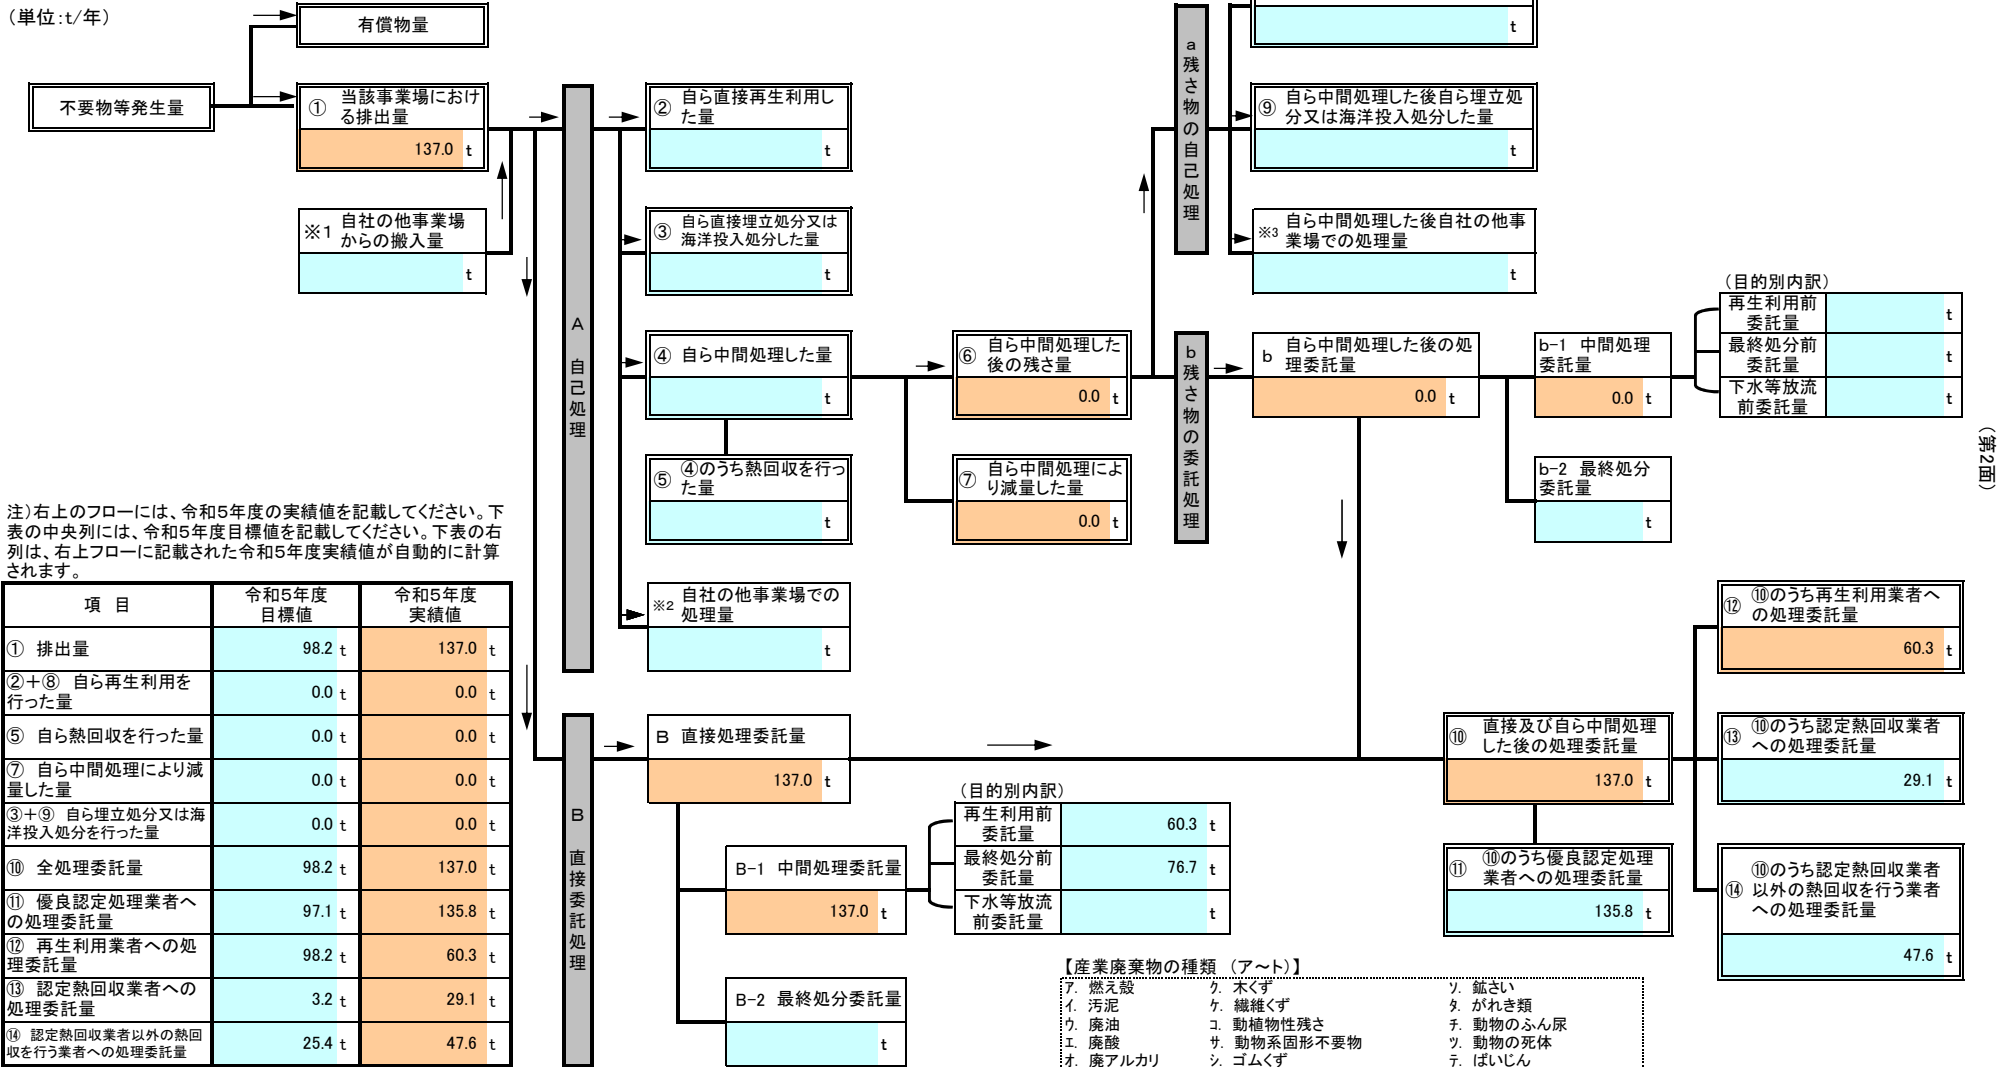 （単位：t/年）
有償物量
不要物等発生量
① 当該事業場におけ
る排出量
137.0 t
※1 自社の他事業場
からの搬入量
t
A 自己処理
② 自ら直接再生利用し
た量
t
③ 自ら直接埋立処分又は
海洋投入処分した量
t
④ 自ら中間処理した量
t
⑤ ④のうち熱回収を行っ
た量
t
※2 自社の他事業場での
処理量
t
⑥ 自ら中間処理した
後の残さ量
0.0 t
⑦ 自ら中間処理によ
り減量した量
0.0 t
a 残さ物の自己処理
t
⑨ 自ら中間処理した後自ら埋立処
分又は海洋投入処分した量
t
※3 自ら中間処理した後自社の他事
業場での処理量
t
b 残さ物の委託処理
b 自ら中間処理した後の処
理委託量
0.0 t
b-1 中間処理
委託量
0.0 t
b-2 最終処分
委託量
t
（目的別内訳）
再生利用前
委託量 t
最終処分前
委託量 t
下水等放流
前委託量 t
（第2面）
注）右上のフローには、令和5年度の実績値を記載してください。下
表の中央列には、令和5年度目標値を記載してください。下表の右
列は、右上フローに記載された令和5年度実績値が自動的に計算
されます。
項 目 令和5年度 目標値 令和5年度 実績値
① 排出量 98.2 t 137.0 t
②＋⑧ 自ら再生利用を
行った量 0.0 t 0.0 t
⑤ 自ら熱回収を行った量 0.0 t 0.0 t
⑦ 自ら中間処理により減
量した量 0.0 t 0.0 t
③＋⑨ 自ら埋立処分又は海
洋投入処分を行った量 0.0 t 0.0 t
⑩ 全処理委託量 98.2 t 137.0 t
⑪ 優良認定処理業者へ
の処理委託量 97.1 t 135.8 t
⑫ 再生利用業者への処
理委託量 98.2 t 60.3 t
⑬ 認定熱回収業者への
処理委託量 3.2 t 29.1 t
⑭ 認定熱回収業者以外の熱回
収を行う業者への処理委託量 25.4 t 47.6 t
B 直接委託処理
B 直接処理委託量
137.0 t
B-1 中間処理委託量
137.0 t
B-2 最終処分委託量
t
（目的別内訳）
再生利用前
委託量 60.3 t
最終処分前
委託量 76.7 t
下水等放流
前委託量 t
⑩ 直接及び自ら中間処理
した後の処理委託量
137.0 t
⑪ ⑩のうち優良認定処理
業者への処理委託量
135.8 t
⑫ ⑩のうち再生利用業者へ
の処理委託量
60.3 t
⑬ ⑩のうち認定熱回収業者
への処理委託量
29.1 t
⑭ ⑩のうち認定熱回収業者
以外の熱回収を行う業者
への処理委託量
47.6 t
【産業廃棄物の種類 （ア～ト）】
ア. 燃え殻 ク. 木くず ソ. 鉱さい
イ. 汚泥 ケ. 繊維くず タ. がれき類
ウ. 廃油 コ. 動植物性残さ チ. 動物のふん尿
エ. 廃酸 サ. 動物系固形不要物 ツ. 動物の死体
オ. 廃アルカリ シ. ゴムくず テ. ばいじん